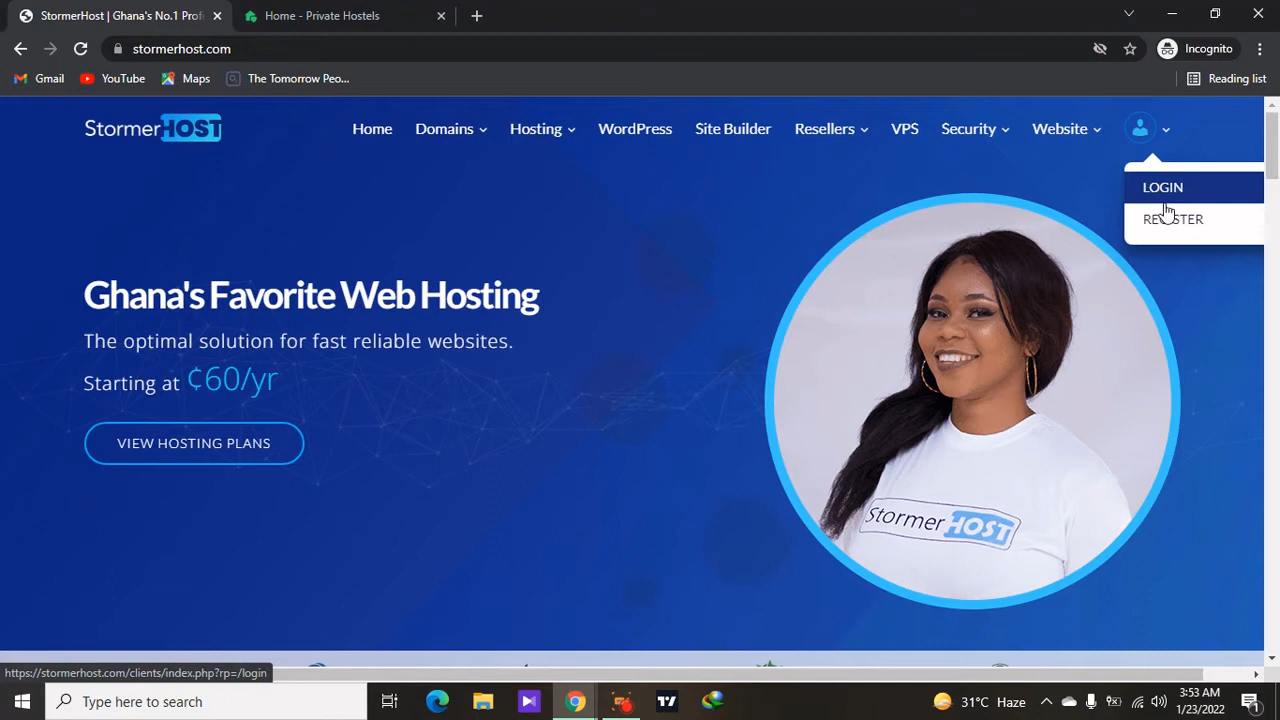 StormerHost | Ghana's No.1 Prof
Home - Private Hostels
stormerhost.com
Incognito
Gmail
YouTube
Maps
The Tomorrow Peo...
Reading list
StormerHOST
Home
Domains
Hosting
WordPress
Site Builder
Resellers
VPS
Security
Website
LOGIN
REGISTER
Ghana's Favorite Web Hosting
The optimal solution for fast reliable websites.
Starting at ¢60/yr
VIEW HOSTING PLANS
StormerHOST
https://stormerhost.com/clients/index.php?rp=/login
Type here to search
31°C Haze
3:53 AM
1/23/2022
1